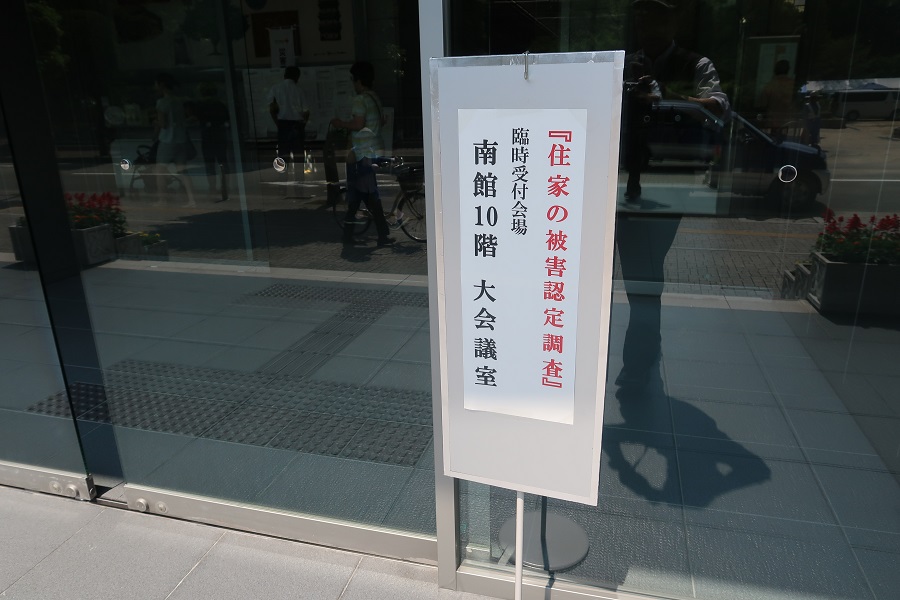 『住家の被害認定調査』
臨時受付会場
南館10階 大会議室